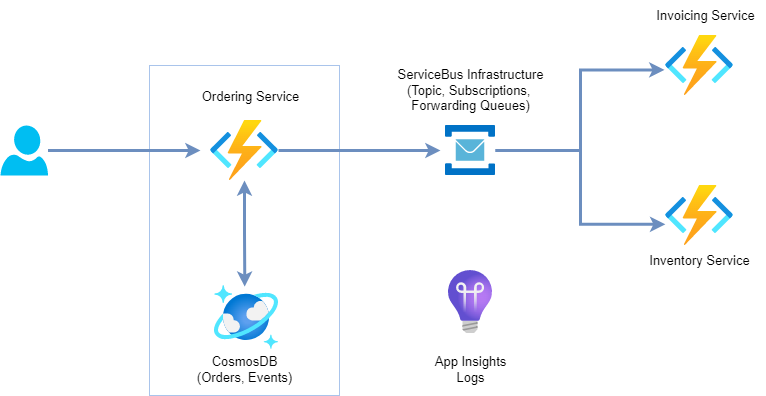 Invoicing Service
ServiceBus Infrastructure
(Topic, Subscriptions,
Forwarding Queues)
Ordering Service
Inventory Service
CosmosDB
(Orders, Events)
App Insights
Logs